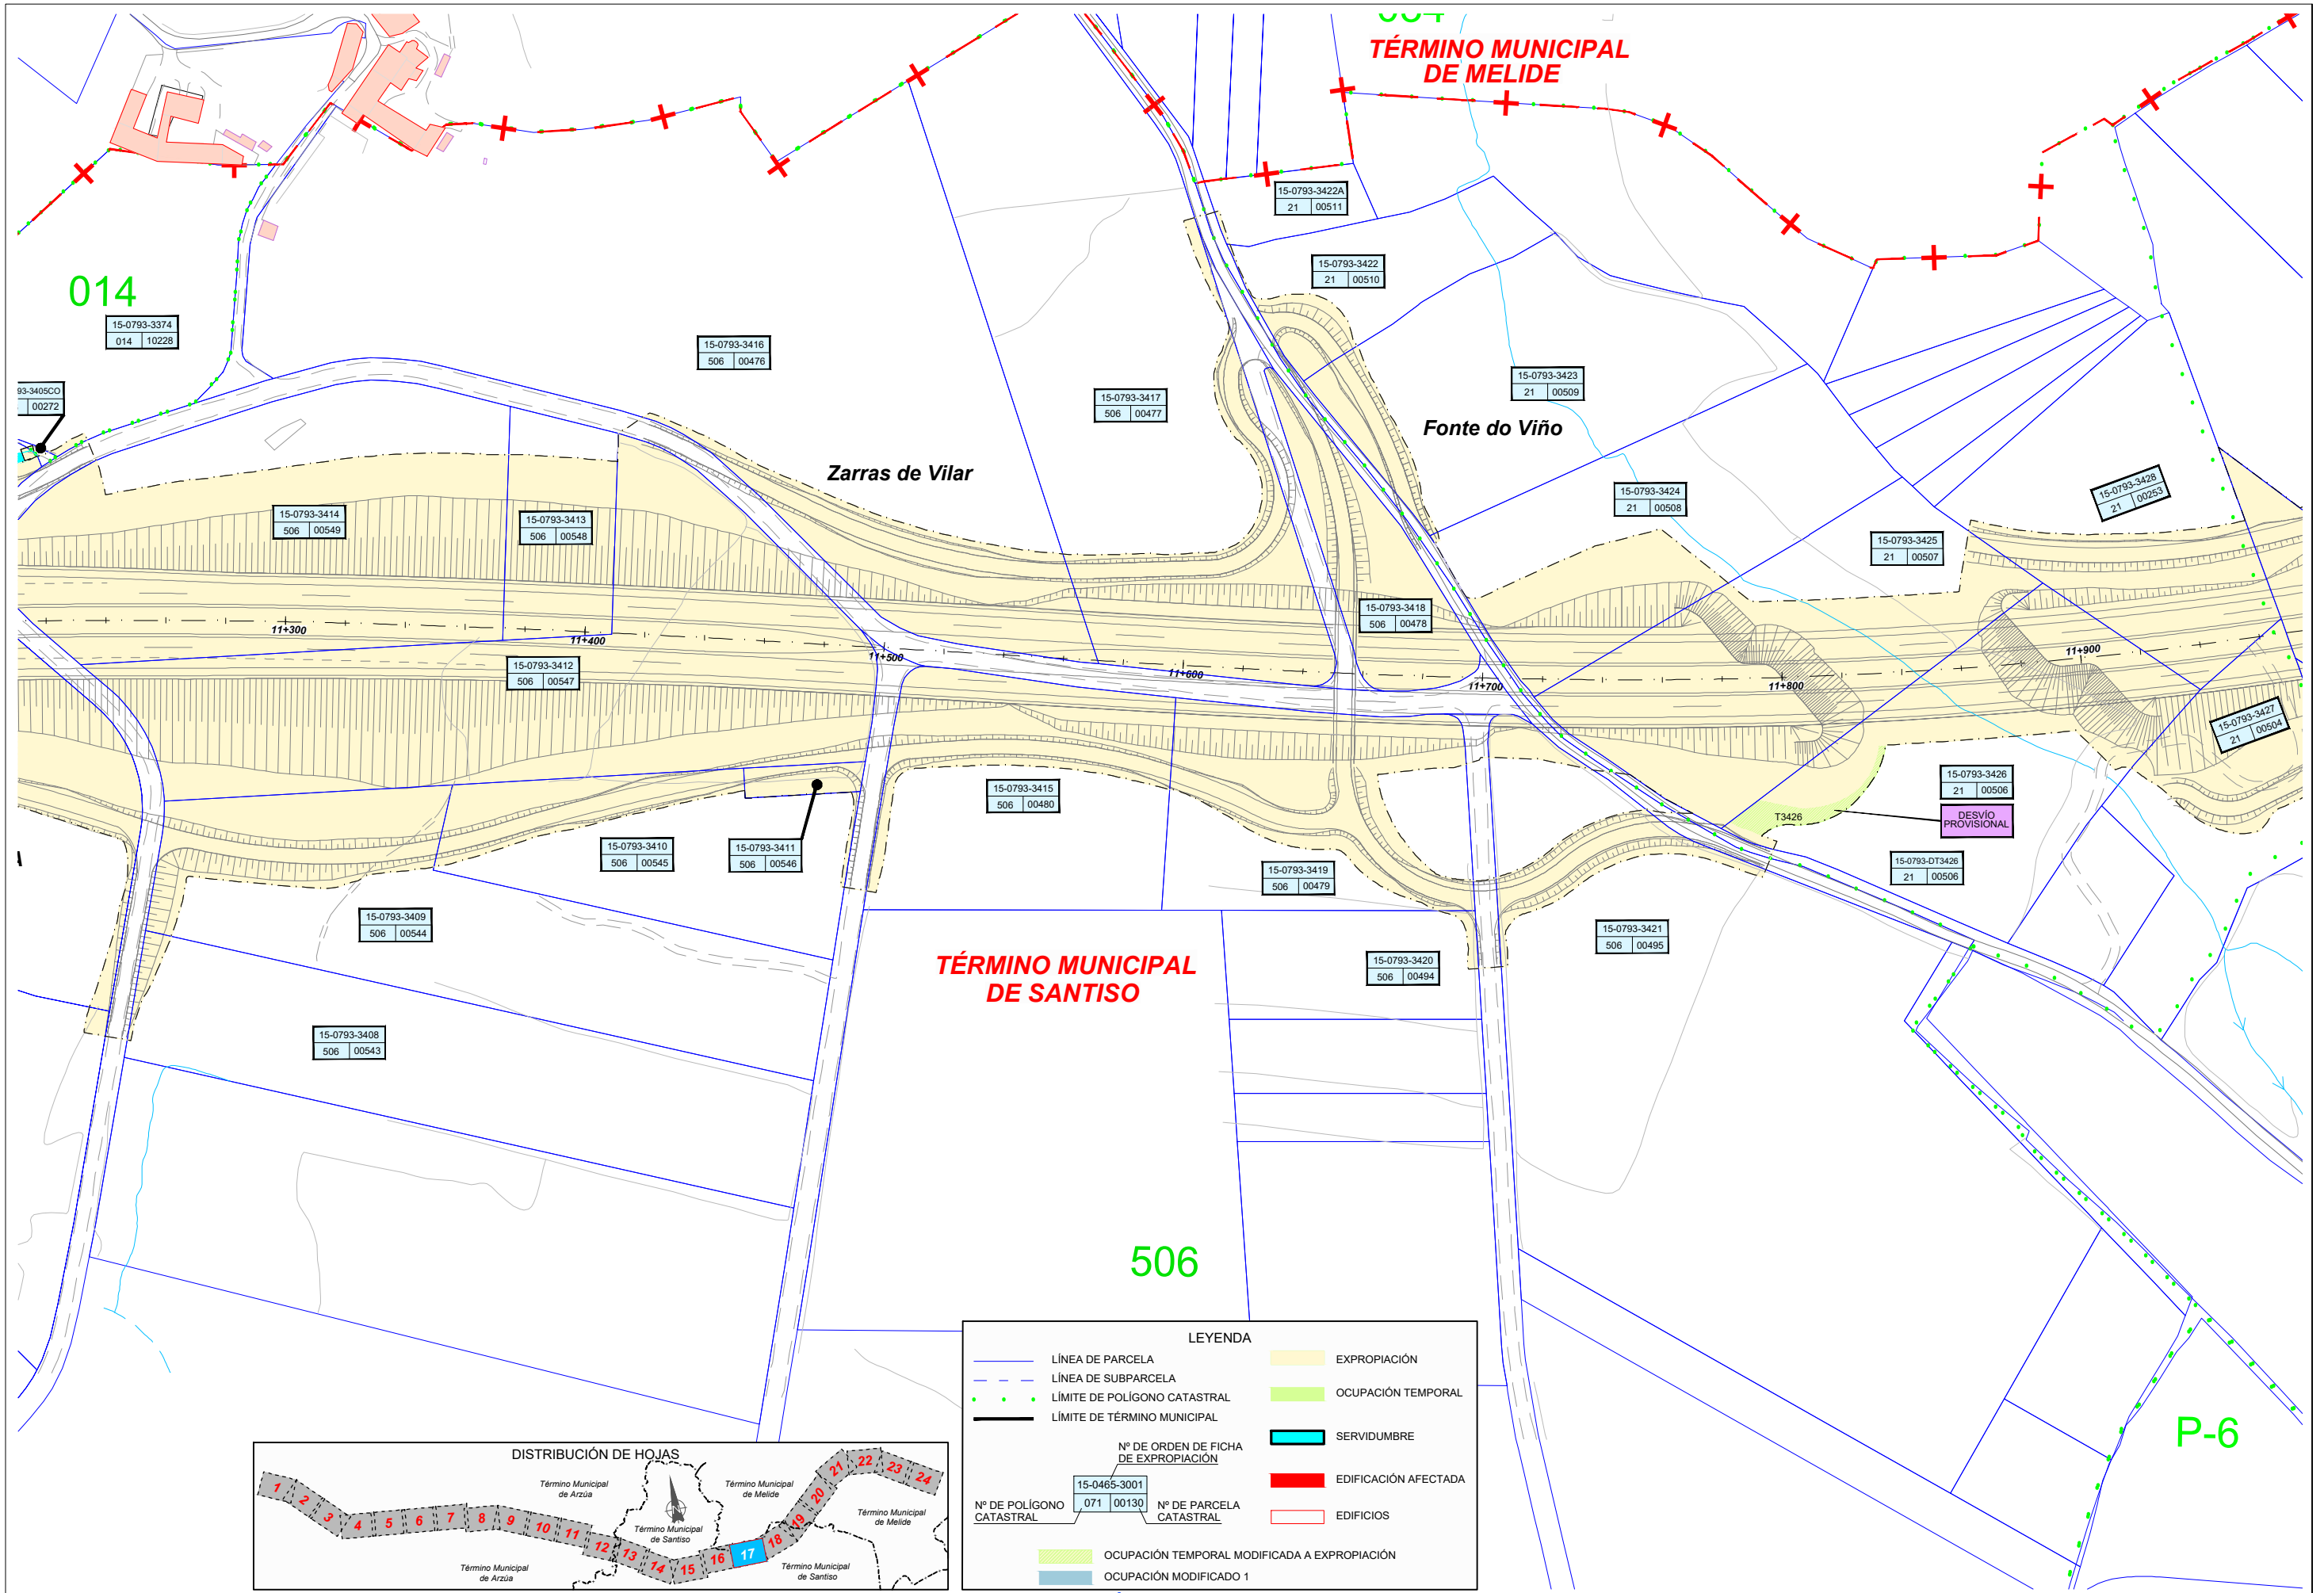 TÉRMINO MUNICIPAL
DE MELIDE
15-0793-3422A
21 00511
15-0793-3422
21 00510
014
15-0793-3374
014 10228
15-0793-3416
506 00476
93-3405CO
00272
15-0793-3417
506 00477
15-0793-3423
21 00509
Fonte do Viño
Zarras de Vilar
15-0793-3424
21 00508
15-0793-3428
21 00253
15-0793-3414
506 00549
15-0793-3413
506 00548
15-0793-3425
21 00507
15-0793-3418
506 00478
11+300
11+400
11+500
11+600
11+700
11+800
11+900
15-0793-3412
506 00547
15-0793-3427
21 00504
15-0793-3415
506 00480
15-0793-3426
21 00506
DESVÍO
PROVISIONAL
T3426
15-0793-3410
506 00545
15-0793-3411
506 00546
15-0793-3419
506 00479
15-0793-DT3426
21 00506
15-0793-3409
506 00544
15-0793-3421
506 00495
TÉRMINO MUNICIPAL
DE SANTISO
15-0793-3420
506 00494
15-0793-3408
506 00543
506
P-6
LEYENDA
LÍNEA DE PARCELA
LÍNEA DE SUBPARCELA
LÍMITE DE POLÍGONO CATASTRAL
LÍMITE DE TÉRMINO MUNICIPAL
EXPROPIACIÓN
OCUPACIÓN TEMPORAL
SERVIDUMBRE
EDIFICACIÓN AFECTADA
EDIFICIOS
Nº DE ORDEN DE FICHA
DE EXPROPIACIÓN
15-0465-3001
071 00130
Nº DE POLÍGONO
CATASTRAL
Nº DE PARCELA
CATASTRAL
OCUPACIÓN TEMPORAL MODIFICADA A EXPROPIACIÓN
OCUPACIÓN MODIFICADO 1
DISTRIBUCIÓN DE HOJAS
Término Municipal
de Arzúa
Término Municipal
de Melide
Término Municipal
de Melide
Término Municipal
de Santiso
Término Municipal
de Arzúa
Término Municipal
de Santiso
1 2 3 4 5 6 7 8 9 10 11 12 13 14 15 16 17 18 19 20 21 22 23 24